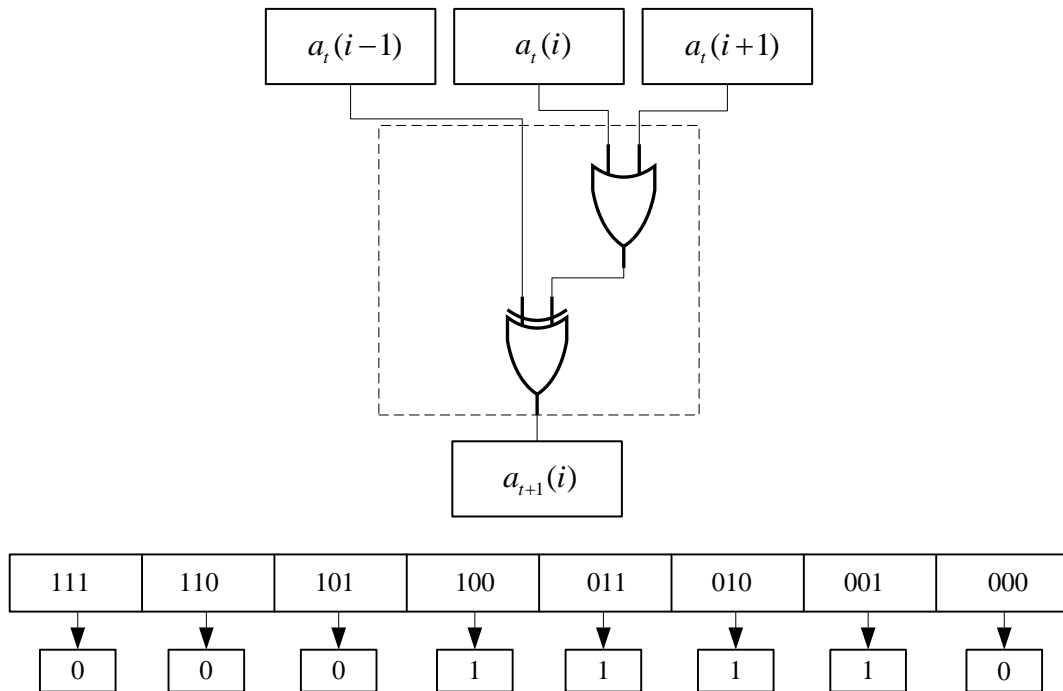 a_t(i−1) a_t(i) a_t(i+1)
a_{t+1}(i)
111 110 101 100 011 010 001 000
0 0 0 1 1 1 1 0